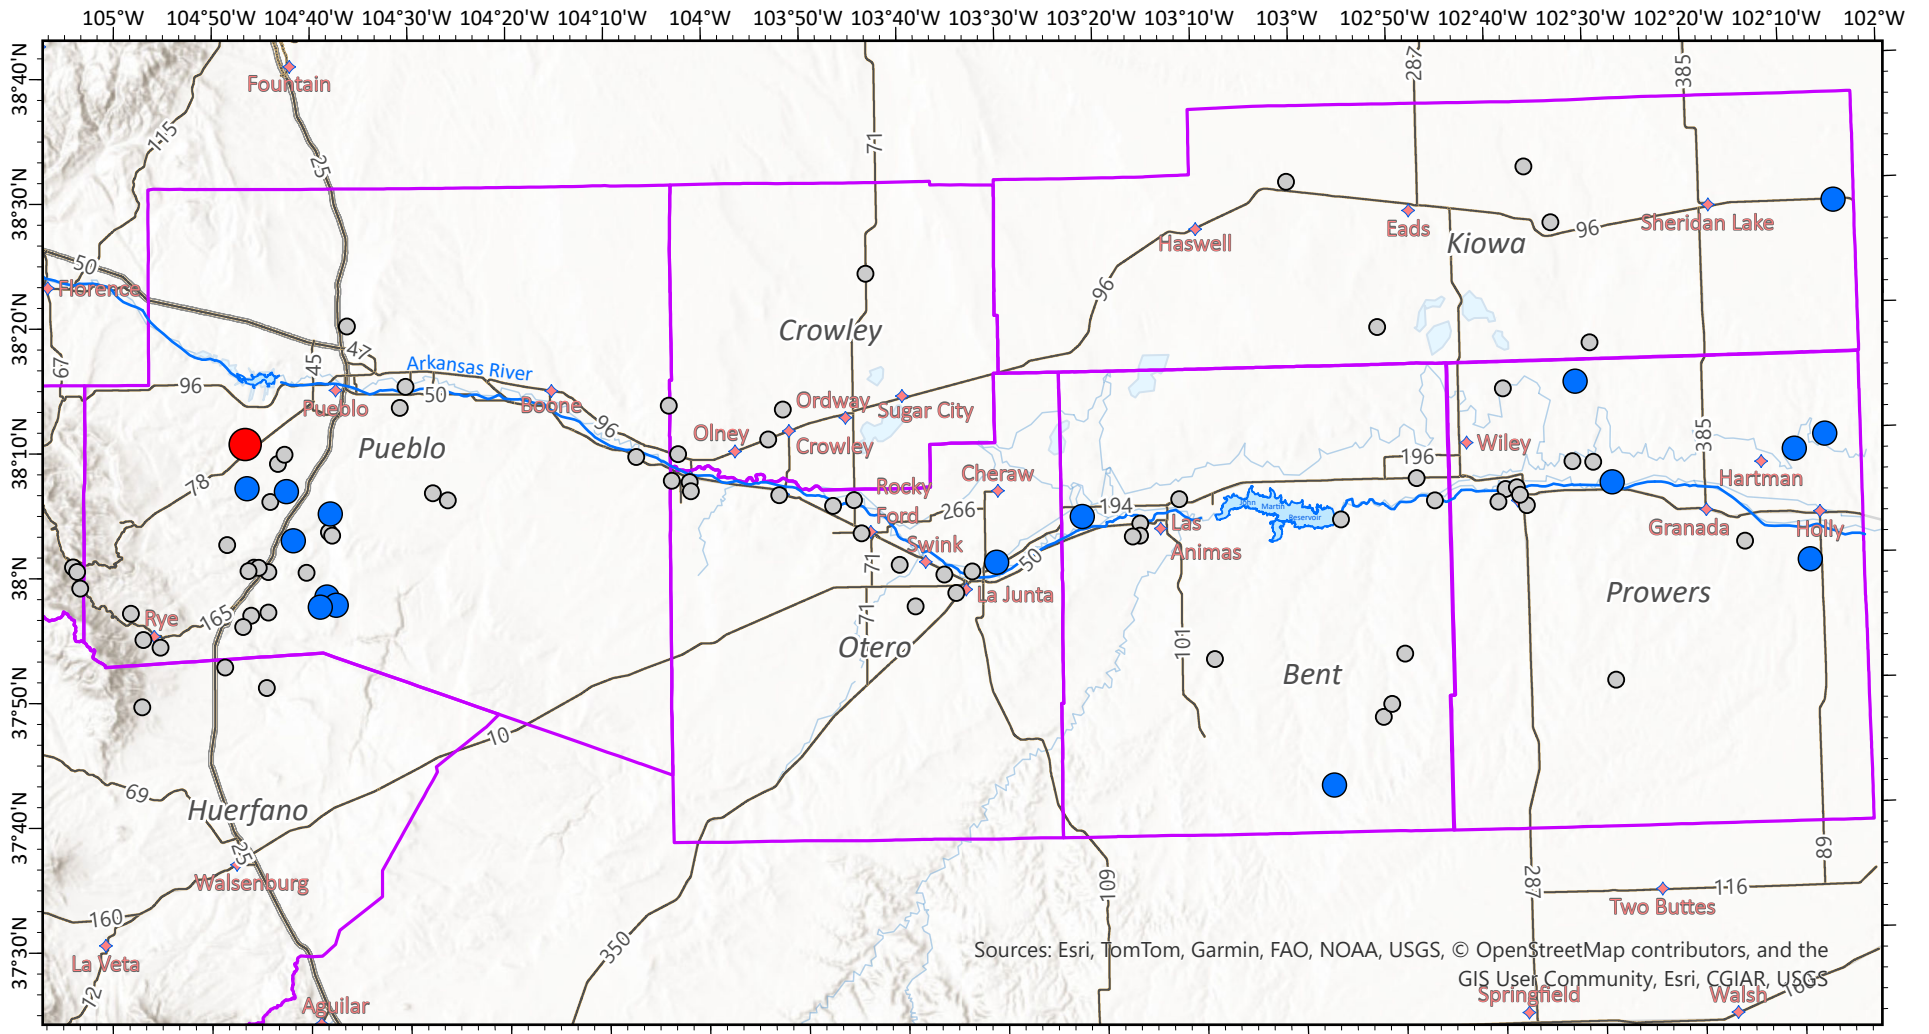 105°W 104°50'W 104°40'W 104°30'W 104°20'W 104°10'W 104°W 103°50'W 103°40'W 103°30'W 103°20'W 103°10'W 103°W 102°50'W 102°40'W 102°30'W 102°20'W 102°10'W 102°W
38°40'N
38°30'N
38°20'N
38°10'N
38°N
37°50'N
37°40'N
37°30'N
Fountain
115
25
71
287
385
50
Florence
Haswell
Eads
96
Sheridan Lake
Kiowa
96
Crowley
67
96
45
47
Arkansas River
Pueblo
50
Boone
96
Ordway
Sugar City
Olney
Crowley
Pueblo
78
Cheraw
Wiley
196
385
Hartman
Rocky
Ford
266
194
John
Martin
Reservoir
Las
Animas
Granada
Holly
Swink
71
50
La Junta
Rye
165
71
Otero
101
Bent
Prowers
10
69
Huerfano
25
Walsenburg
160
La Veta
12
Aguilar
350
109
287
89
116
Two Buttes
Sources: Esri, TomTom, Garmin, FAO, NOAA, USGS, © OpenStreetMap contributors, and the
GIS User Community, Esri, CGIAR, USGS
Springfield
Walsh
160